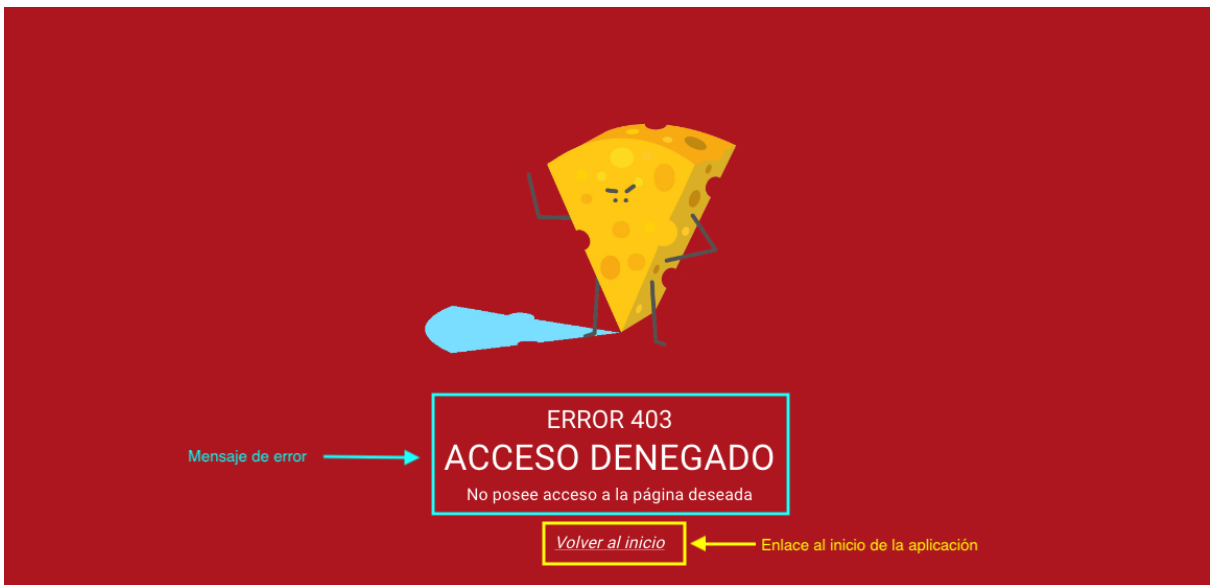 ERROR 403
Mensaje de error
ACCESO DENEGADO
No posee acceso a la página deseada
Volver al inicio
Enlace al inicio de la aplicación